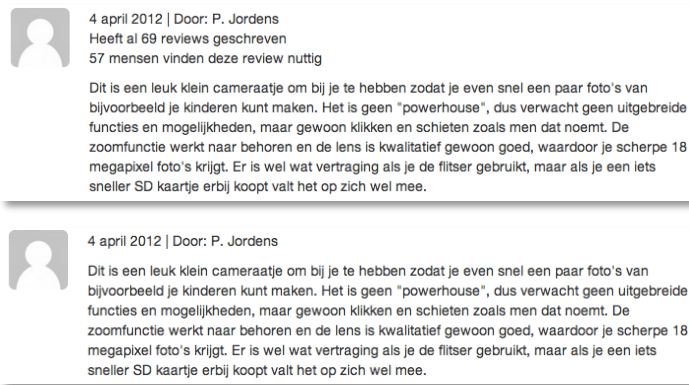 4 april 2012 | Door: P. Jordens
Heeft al 69 reviews geschreven
57 mensen vinden deze review nuttig
Dit is een leuk klein cameraatje om bij je te hebben zodat je even snel een paar foto's van
bijvoorbeeld je kinderen kunt maken. Het is geen "powerhouse", dus verwacht geen uitgebreide
functies en mogelijkheden, maar gewoon klikken en schieten zoals men dat noemt. De
zoomfunctie werkt naar behoren en de lens is kwalitatief gewoon goed, waardoor je scherpe 18
megapixel foto's krijgt. Er is wel wat vertraging als je de flitser gebruikt, maar als je een iets
sneller SD kaartje erbij koopt valt het op zich wel mee.
4 april 2012 | Door: P. Jordens
Dit is een leuk klein cameraatje om bij je te hebben zodat je even snel een paar foto's van
bijvoorbeeld je kinderen kunt maken. Het is geen "powerhouse", dus verwacht geen uitgebreide
functies en mogelijkheden, maar gewoon klikken en schieten zoals men dat noemt. De
zoomfunctie werkt naar behoren en de lens is kwalitatief gewoon goed, waardoor je scherpe 18
megapixel foto's krijgt. Er is wel wat vertraging als je de flitser gebruikt, maar als je een iets
sneller SD kaartje erbij koopt valt het op zich wel mee.